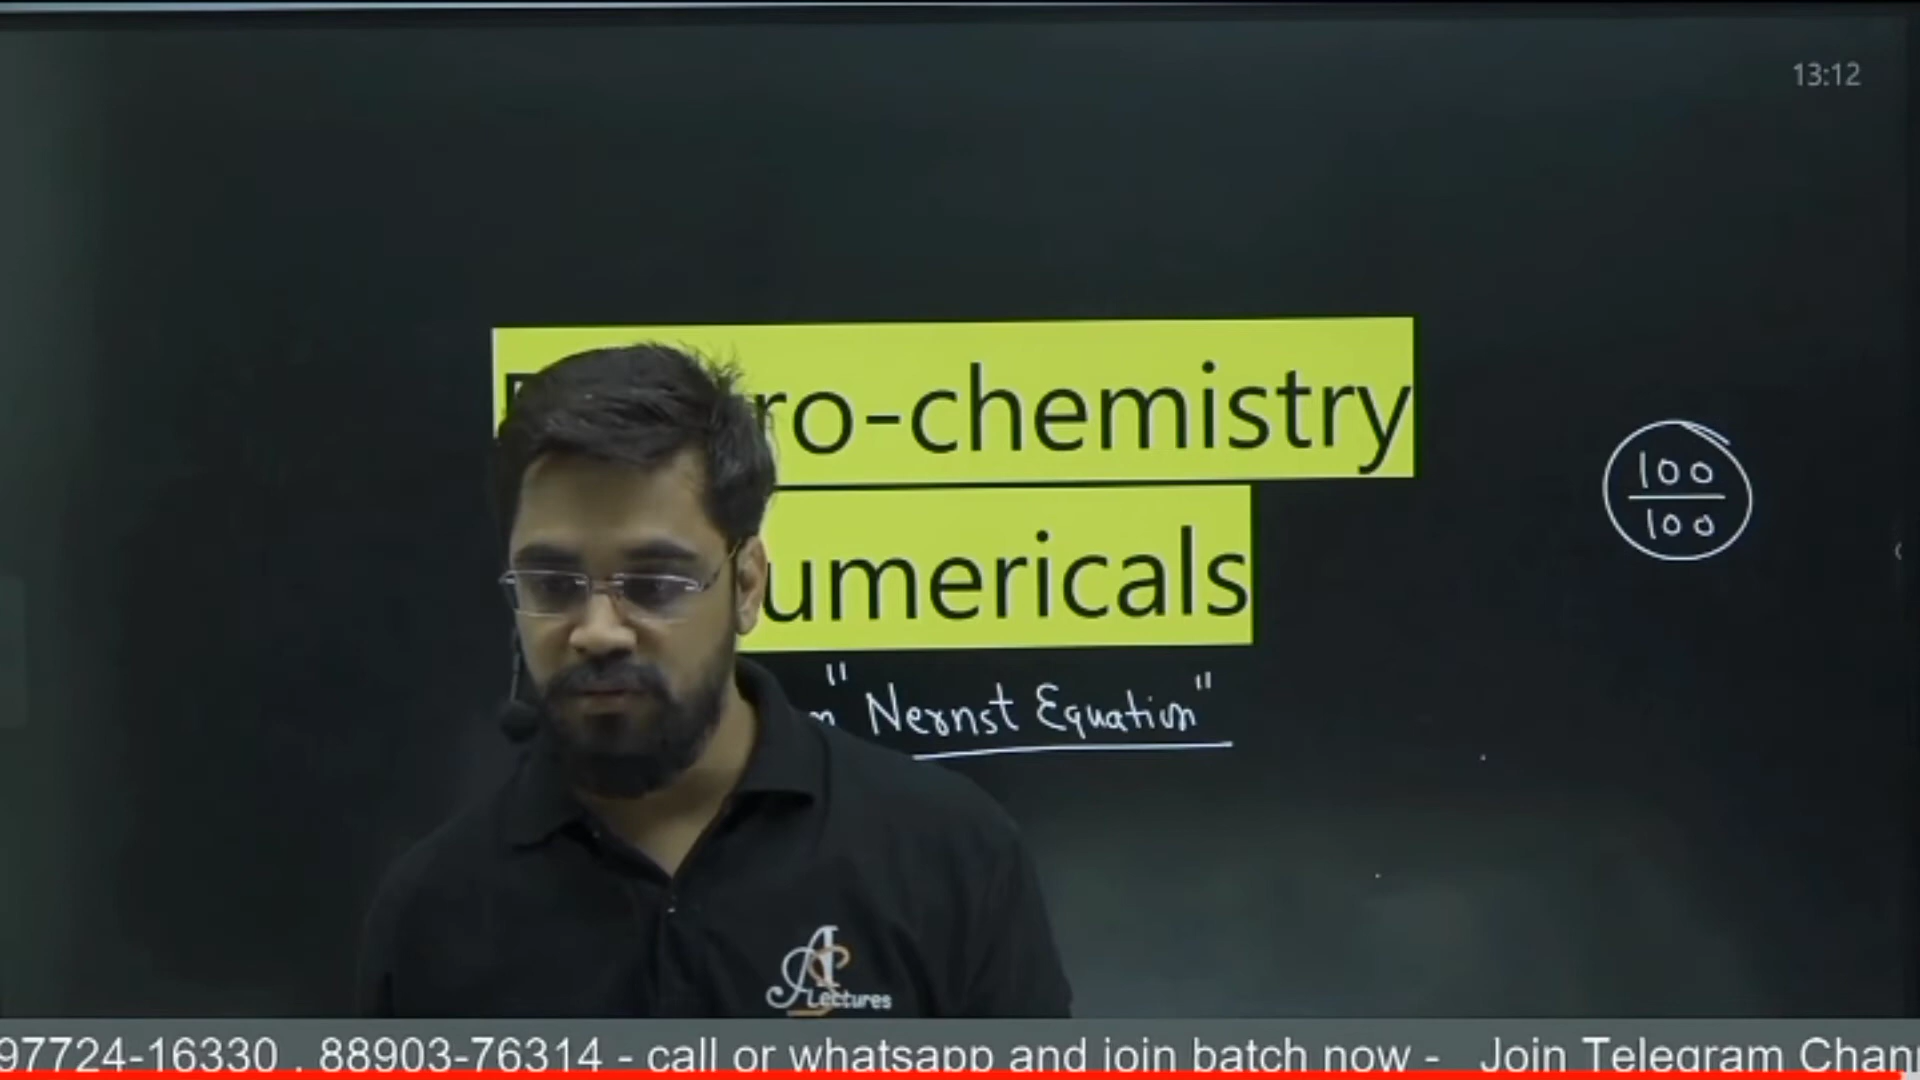 13:12
ro-chemistry
umericals
"Nernst Equation"
100
100
Lectures
97724-16330 , 88903-76314 - call or whatsapp and join batch now - Join Telegram Chan